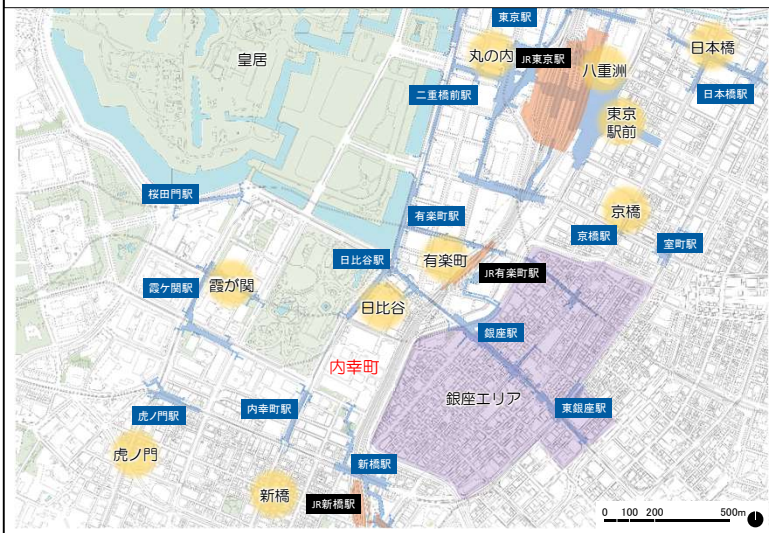 東京駅
皇居
丸の内
JR東京駅
八重洲
日本橋
二重橋前駅
日本橋駅
東京
駅前
桜田門駅
有楽町駅
京橋
京橋駅
室町駅
日比谷駅
有楽町
JR有楽町駅
霞ケ関駅
霞が関
日比谷
銀座駅
内幸町
銀座エリア
虎ノ門駅
内幸町駅
東銀座駅
虎ノ門
新橋駅
新橋
JR新橋駅
0 100 200 500m